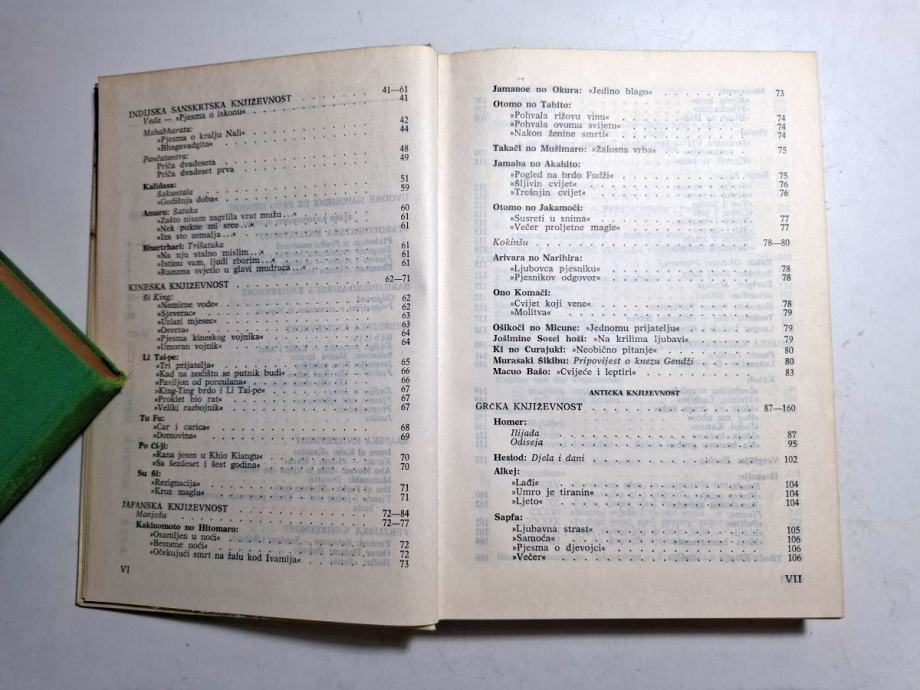 INDIJSKA SANSKRTSKA KNJIŽEVNOST . . . 41—61
Veda — »Pjesma o iskonu« . . . 41
Mahabharata: 42
»Pjesma o kralju Nali« . . . 44
»Bhagavadgita«
Pančatantra: 48
Priča dvadeseta . . . 49
Priča dvadeset prva
Kalidasa:
Šakuntala . . . 51
»Godišnja doba« . . . 59
Amaru: Šataka
»Zašto nisam zagrlila vrat mužu...« . . . 60
»Nek pukne mi srce...« . . . 61
»Iza sto zemalja...« . . . 61
Bhartrhari: Trišataka
»Na nju stalno mislim...« . . . 61
»Istinu vam, ljudi zborim...« . . . 61
»Razuma svjetlo u glavi mudraca...« . . . 61
KINESKA KNJIŽEVNOST . . . 62—71
Ši King:
»Nemirne vode« . . . 62
»Sjeverac« . . . 62
»Uzlazi mjesec« . . . 63
»Osveta« . . . 63
»Pjesma kineskog vojnika« . . . 64
»Umoran vojnik« . . . 64
Li Tai-pe:
»Tri prijatelja« . . . 65
»Kad na noćištu se putnik budi« . . . 66
»Paviljon od porculana« . . . 66
»King-Ting brdo i Li Tai-pe« . . . 67
»Proklet bio rat« . . . 67
»Veliki razbojnik« . . . 67
Tu Fu:
»Car i carica« . . . 68
»Domovina« . . . 69
Po Či-ji:
»Rana jesen u Khio Kiangu« . . . 70
»Sa šezdeset i šest godina« . . . 70
Su Ši:
»Rezignacija« . . . 71
»Kroz maglu« . . . 71
JAPANSKA KNJIŽEVNOST . . . 72—84
Manjošu . . . 72—77
Kakinomoto no Hitomaro:
»Osamljen u noći« . . . 72
»Besnene noći« . . . 72
»Očekujući smrt na žalu kod Ivamija« . . . 73
VI
Jamanoe no Okura: »Jedino blago« . . . 73
Otomo no Tabito:
»Pohvala rižovu vinu« . . . 74
»Pohvala ovomu svijetu« . . . 74
»Nakon ženine smrti« . . . 74
Takači no Mušimaro: »Žalosna vrba« . . . 75
Jamaba no Akahito:
»Pogled na brdo Fudži« . . . 75
»Šljivin cvijet« . . . 76
»Trešnjin cvijet« . . . 76
Otomo no Jakamoči:
»Susreti u snima« . . . 77
»Večer proljetne magle« . . . 77
Kokinšu . . . 78—80
Arivara no Narihira:
»Ljubovca pjesniku« . . . 78
»Pjesnikov odgovor« . . . 78
Ono Komači:
»Cvijet koji vene« . . . 78
»Molitva« . . . 79
Ošikoči no Micune: »Jednomu prijatelju« . . . 79
Jošimine Sosei hoši: »Na krilima ljubavi« . . . 79
Ki no Curajuki: »Neobično pitanje« . . . 80
Murasaki Šikibu: Pripovijest o knezu Gendži . . . 80
Macuo Bašo: »Cvijeće i leptiri« . . . 83
ANTIČKA KNJIŽEVNOST
GRČKA KNJIŽEVNOST . . . 87—160
Homer:
Ilijada . . . 87
Odiseja . . . 95
Hesiod: Djela i dani . . . 102
Alkej:
»Lađi« . . . 104
»Umro je tiranin« . . . 104
»Ljeto« . . . 104
Sapfa:
»Ljubavna strast« . . . 105
»Samoća« . . . 106
»Pjesma o djevojci« . . . 106
»Večer« . . . 106
VII